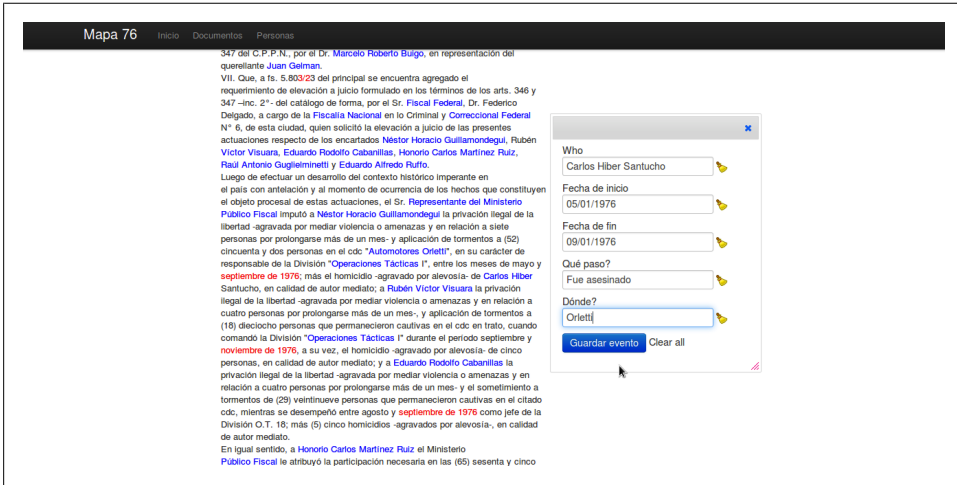 Mapa 76 Inicio Documentos Personas
347 del C.P.P.N., por el Dr. Marcelo Roberto Buigo, en representación del
querellante Juan Gelman.
VII. Que, a fs. 5.803/23 del principal se encuentra agregado el
requerimiento de elevación a juicio formulado en los términos de los arts. 346 y
347 –inc. 2°- del catálogo de forma, por el Sr. Fiscal Federal, Dr. Federico
Delgado, a cargo de la Fiscalía Nacional en lo Criminal y Correccional Federal
N° 6, de esta ciudad, quien solicitó la elevación a juicio de las presentes
actuaciones respecto de los encartados Néstor Horacio Guillamondegui, Rubén
Víctor Visuara, Eduardo Rodolfo Cabanillas, Honorio Carlos Martínez Ruiz,
Raúl Antonio Guglielminetti y Eduardo Alfredo Ruffo.
Luego de efectuar un desarrollo del contexto histórico imperante en
el país con antelación y al momento de ocurrencia de los hechos que constituyen
el objeto procesal de estas actuaciones, el Sr. Representante del Ministerio
Público Fiscal imputó a Néstor Horacio Guillamondegui la privación ilegal de la
libertad -agravada por mediar violencia o amenazas y en relación a siete
personas por prolongarse más de un mes- y aplicación de tormentos a (52)
cincuenta y dos personas en el cdc "Automotores Orletti", en su carácter de
responsable de la División "Operaciones Tácticas I", entre los meses de mayo y
septiembre de 1976; más el homicidio -agravado por alevosía- de Carlos Hiber
Santucho, en calidad de autor mediato; a Rubén Víctor Visuara la privación
ilegal de la libertad -agravada por mediar violencia o amenazas y en relación a
cuatro personas por prolongarse más de un mes-, y aplicación de tormentos a
(18) dieciocho personas que permanecieron cautivas en el cdc en trato, cuando
comandó la División "Operaciones Tácticas I" durante el período septiembre y
noviembre de 1976, a su vez, el homicidio -agravado por alevosía- de cinco
personas, en calidad de autor mediato; y a Eduardo Rodolfo Cabanillas la
privación ilegal de la libertad -agravada por mediar violencia o amenazas y en
relación a cuatro personas por prolongarse más de un mes- y el sometimiento a
tormentos de (29) veintinueve personas que permanecieron cautivas en el citado
cdc, mientras se desempeñó entre agosto y septiembre de 1976 como jefe de la
División O.T. 18; más (5) cinco homicidios -agravados por alevosía-, en calidad
de autor mediato.
En igual sentido, a Honorio Carlos Martínez Ruiz el Ministerio
Público Fiscal le atribuyó la participación necesaria en las (65) sesenta y cinco
Who
Carlos Hiber Santucho
Fecha de inicio
05/01/1976
Fecha de fin
09/01/1976
Qué paso?
Fue asesinado
Dónde?
Orletti
Guardar evento Clear all